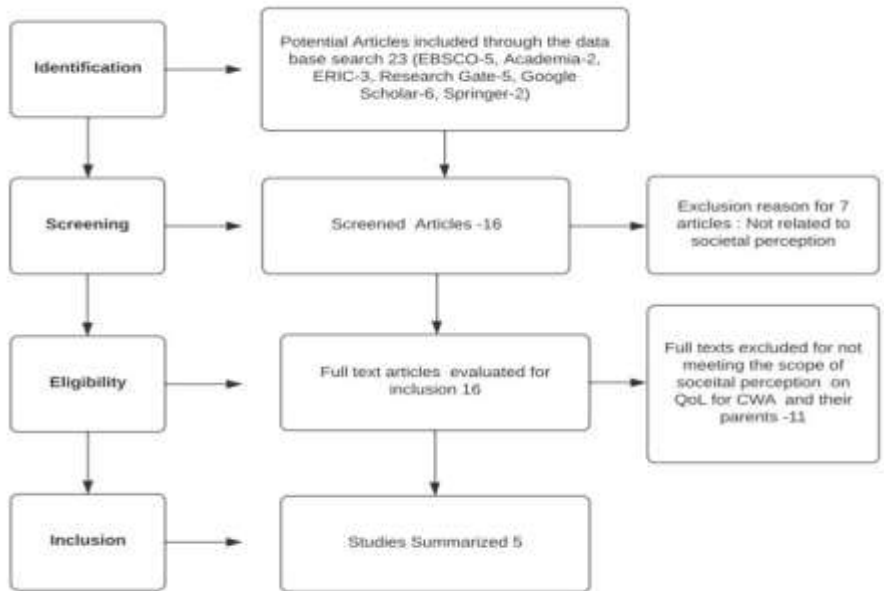 Identification
Potential Articles included through the data
base search 23 (EBSCO-5, Academia-2,
ERIC-3, Research Gate-5, Google
Scholar-6, Springer-2)
Screening
Screened Articles -16
Exclusion reason for 7
articles : Not related to
societal perception
Eligibility
Full text articles evaluated for
inclusion 16
Full texts excluded for not
meeting the scope of
soceital perception on
QoL for CWA and their
parents -11
Inclusion
Studies Summarized 5